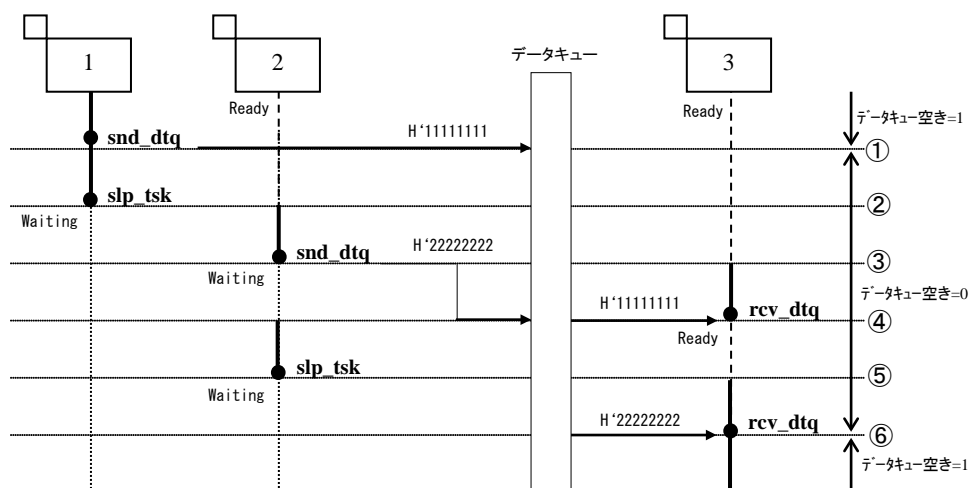 1
2
データキュー
3
Ready
Ready
データキュー空き=1
snd_dtq
H‘11111111
①
slp_tsk
Waiting
②
snd_dtq
H‘22222222
Waiting
③
データキュー空き=0
H‘11111111
rcv_dtq
④
Ready
slp_tsk
Waiting
⑤
H‘22222222
rcv_dtq
⑥
データキュー空き=1